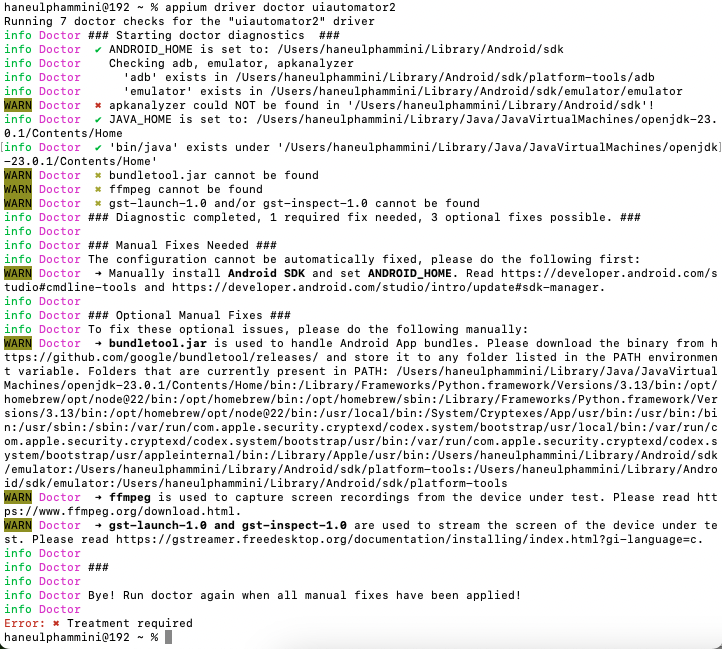 haneulphammini@192 ~ % appium driver doctor uiautomator2
Running 7 doctor checks for the "uiautomator2" driver
info Doctor ### Starting doctor diagnostics  ###
info Doctor  ✔ ANDROID_HOME is set to: /Users/haneulphammini/Library/Android/sdk
info Doctor    Checking adb, emulator, apkanalyzer
info Doctor      'adb' exists in /Users/haneulphammini/Library/Android/sdk/platform-tools/adb
info Doctor      'emulator' exists in /Users/haneulphammini/Library/Android/sdk/emulator/emulator
WARN Doctor  ✖ apkanalyzer could NOT be found in '/Users/haneulphammini/Library/Android/sdk'!
info Doctor  ✔ JAVA_HOME is set to: /Users/haneulphammini/Library/Java/JavaVirtualMachines/openjdk-23.
0.1/Contents/Home
info Doctor  ✔ 'bin/java' exists under '/Users/haneulphammini/Library/Java/JavaVirtualMachines/openjdk
-23.0.1/Contents/Home'
WARN Doctor  ✖ bundletool.jar cannot be found
WARN Doctor  ✖ ffmpeg cannot be found
WARN Doctor  ✖ gst-launch-1.0 and/or gst-inspect-1.0 cannot be found
info Doctor ### Diagnostic completed, 1 required fix needed, 3 optional fixes possible. ###
info Doctor
info Doctor ### Manual Fixes Needed ###
info Doctor The configuration cannot be automatically fixed, please do the following first:
WARN Doctor  ➜ Manually install Android SDK and set ANDROID_HOME. Read https://developer.android.com/s
tudio#cmdline-tools and https://developer.android.com/studio/intro/update#sdk-manager.
info Doctor
info Doctor ### Optional Manual Fixes ###
info Doctor To fix these optional issues, please do the following manually:
WARN Doctor  ➜ bundletool.jar is used to handle Android App bundles. Please download the binary from h
ttps://github.com/google/bundletool/releases/ and store it to any folder listed in the PATH environmen
t variable. Folders that are currently present in PATH: /Users/haneulphammini/Library/Java/JavaVirtual
Machines/openjdk-23.0.1/Contents/Home/bin:/Library/Frameworks/Python.framework/Versions/3.13/bin:/opt/
homebrew/opt/node@22/bin:/opt/homebrew/bin:/opt/homebrew/sbin:/Library/Frameworks/Python.framework/Ver
sions/3.13/bin:/opt/homebrew/opt/node@22/bin:/usr/local/bin:/System/Cryptexes/App/usr/bin:/usr/bin:/bi
n:/usr/sbin:/sbin:/var/run/com.apple.security.cryptexd/codex.system/bootstrap/usr/local/bin:/var/run/c
om.apple.security.cryptexd/codex.system/bootstrap/usr/bin:/var/run/com.apple.security.cryptexd/codex.s
ystem/bootstrap/usr/appleinternal/bin:/Library/Apple/usr/bin:/Users/haneulphammini/Library/Android/sdk
/emulator:/Users/haneulphammini/Library/Android/sdk/platform-tools:/Users/haneulphammini/Library/Andro
id/sdk/emulator:/Users/haneulphammini/Library/Android/sdk/platform-tools
WARN Doctor  ➜ ffmpeg is used to capture screen recordings from the device under test. Please read htt
ps://www.ffmpeg.org/download.html.
WARN Doctor  ➜ gst-launch-1.0 and gst-inspect-1.0 are used to stream the screen of the device under te
st. Please read https://gstreamer.freedesktop.org/documentation/installing/index.html?gi-language=c.
info Doctor
info Doctor ###
info Doctor
info Doctor Bye! Run doctor again when all manual fixes have been applied!
info Doctor
Error: ✖ Treatment required
haneulphammini@192 ~ %